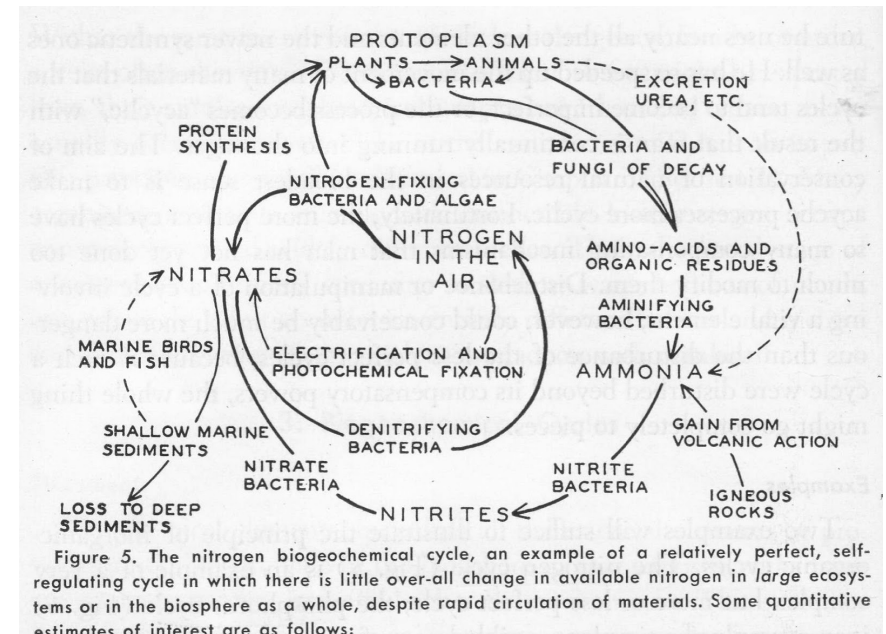 PROTOPLASM
PLANTS
ANIMALS
BACTERIA
EXCRETION
UREA, ETC.
PROTEIN
SYNTHESIS
BACTERIA AND
FUNGI OF DECAY
NITROGEN-FIXING
BACTERIA AND ALGAE
NITROGEN
IN THE
AIR
AMINO-ACIDS AND
ORGANIC RESIDUES
NITRATES
AMINIFYING
BACTERIA
MARINE BIRDS
AND FISH
ELECTRIFICATION AND
PHOTOCHEMICAL FIXATION
AMMONIA
SHALLOW MARINE
SEDIMENTS
DENITRIFYING
BACTERIA
GAIN FROM
VOLCANIC ACTION
NITRATE
BACTERIA
NITRITE
BACTERIA
LOSS TO DEEP
SEDIMENTS
NITRITES
IGNEOUS
ROCKS
Figure 5. The nitrogen biogeochemical cycle, an example of a relatively perfect, self-
regulating cycle in which there is little over-all change in available nitrogen in large ecosys-
tems or in the biosphere as a whole, despite rapid circulation of materials. Some quantitative
estimates of interest are as follows: